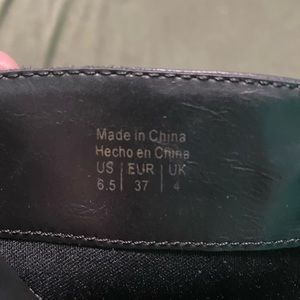 Made in China
Hecho en China
US | EUR | UK
6.5 | 37 | 4